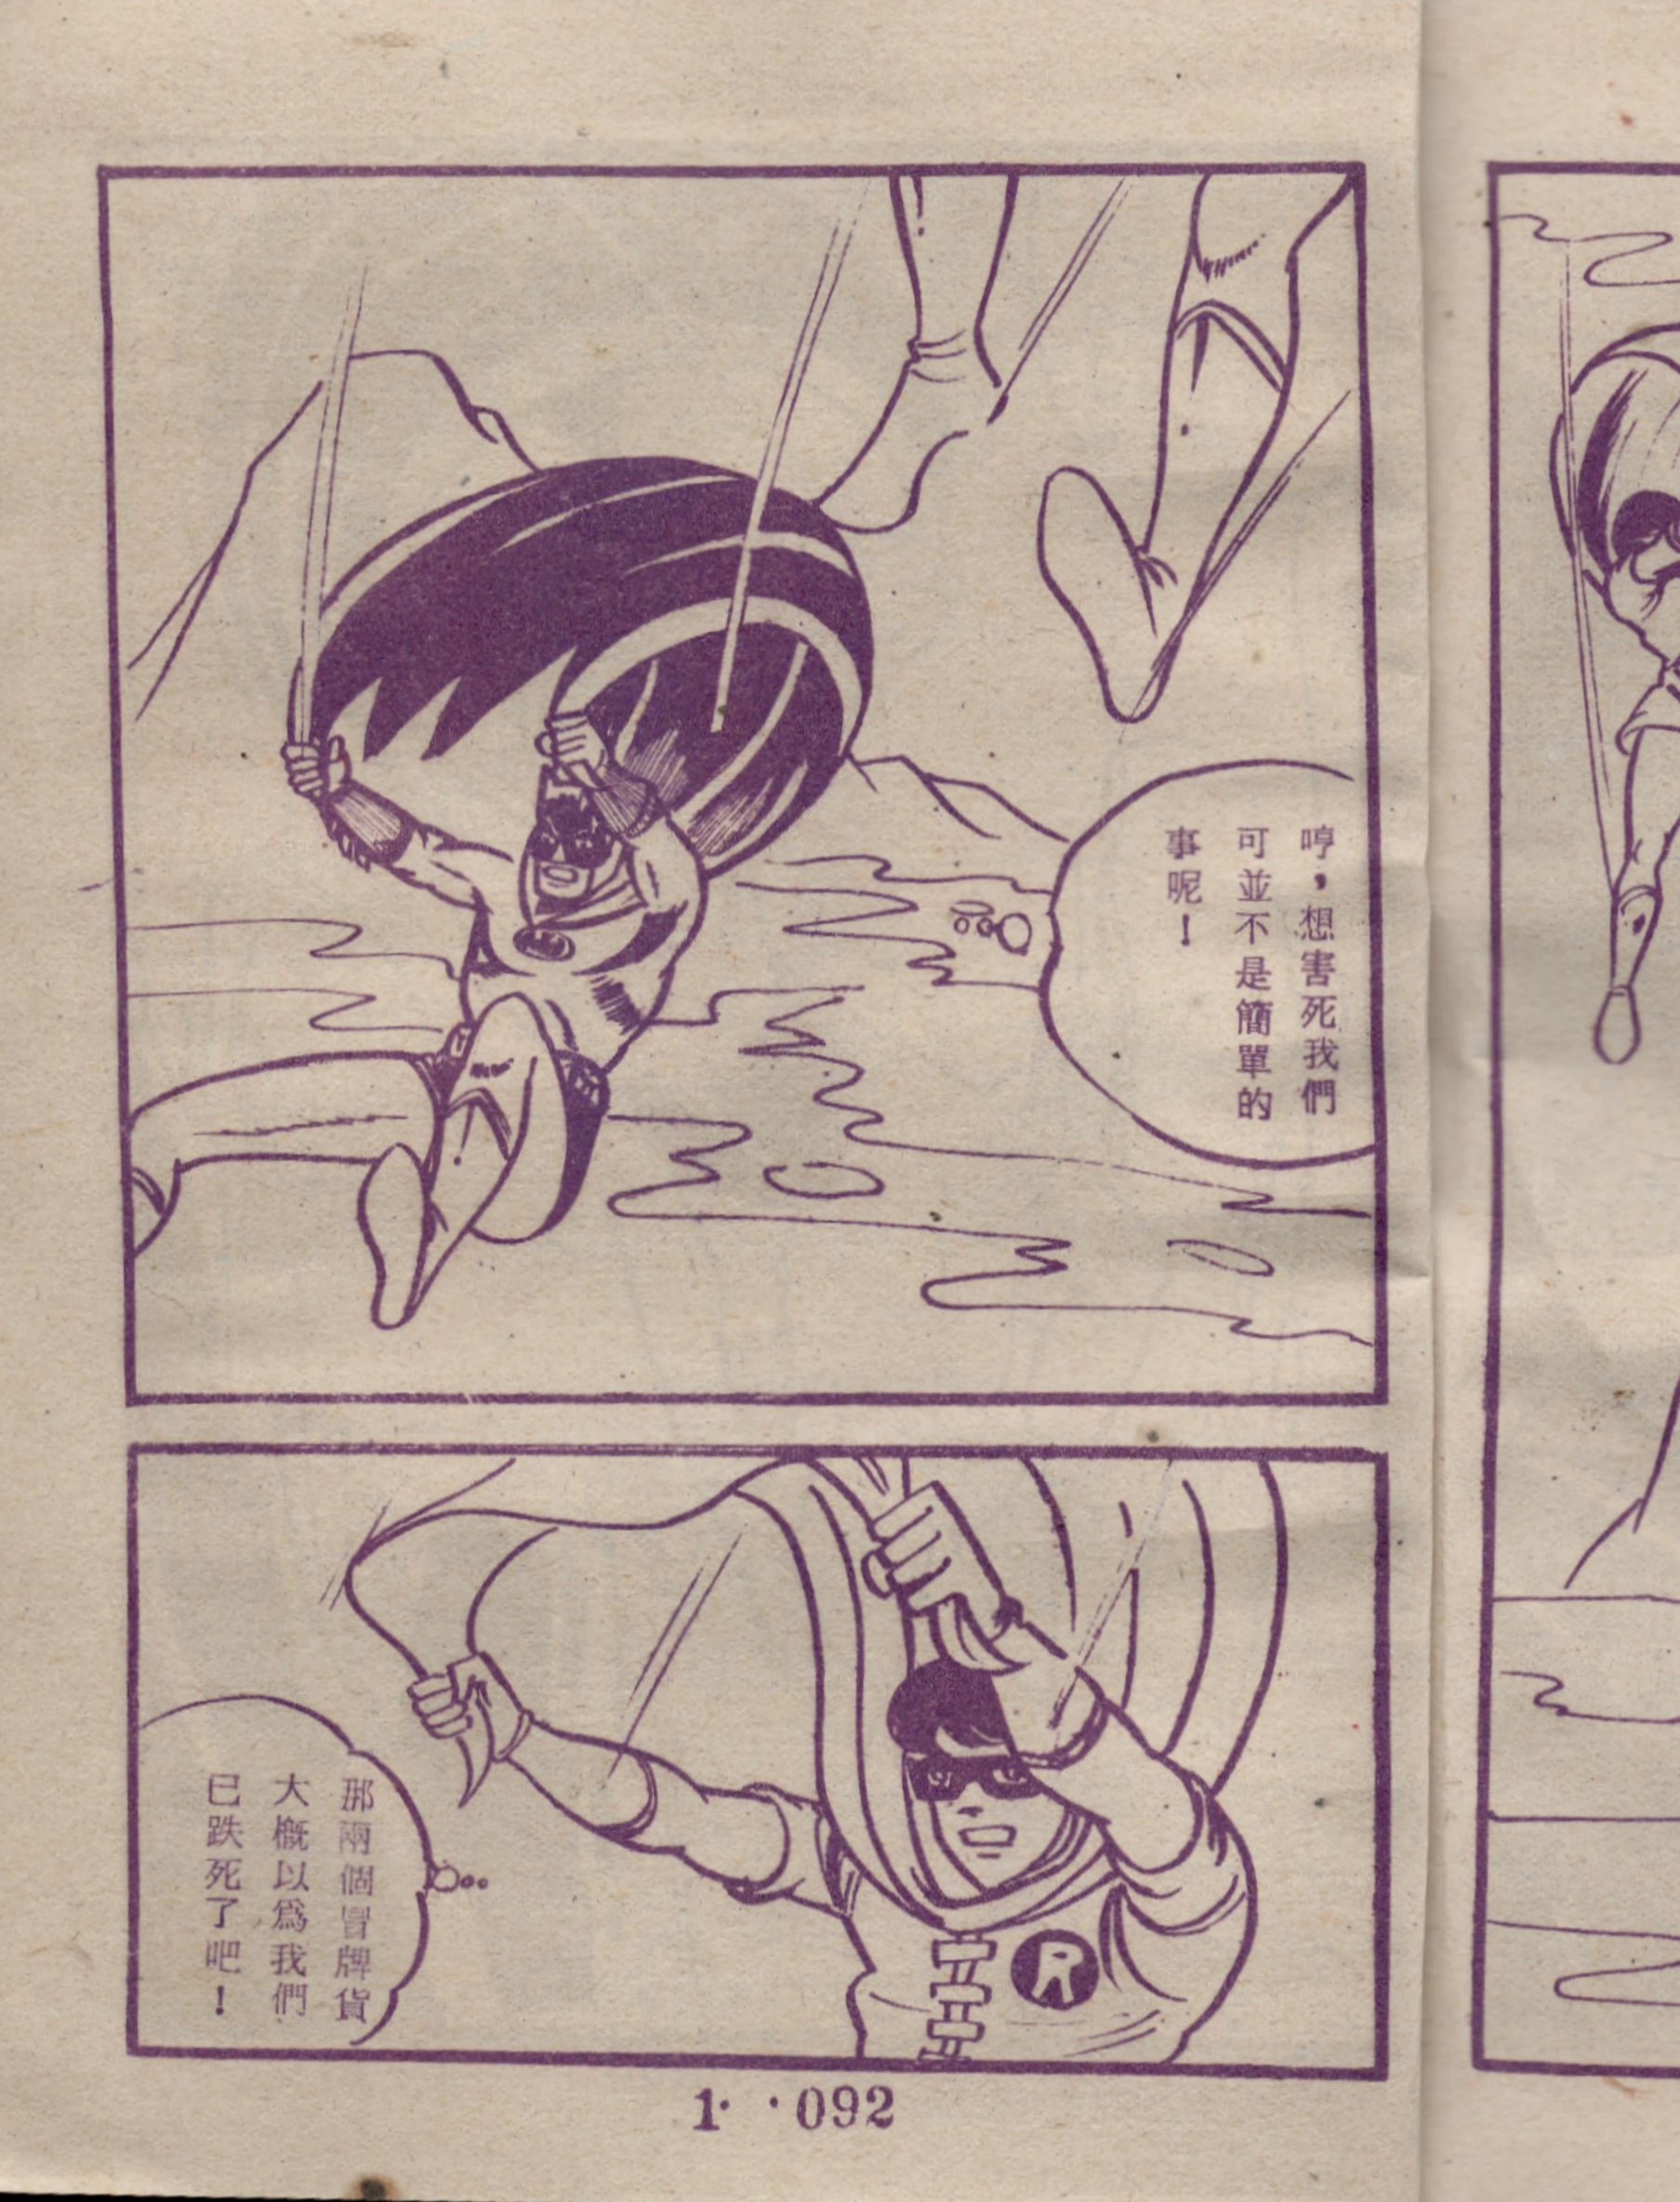 哼，想害死我們
可並不是簡單的
事呢！
那兩個冒牌貨
大概以爲我們
已跌死了吧！
R
1··092